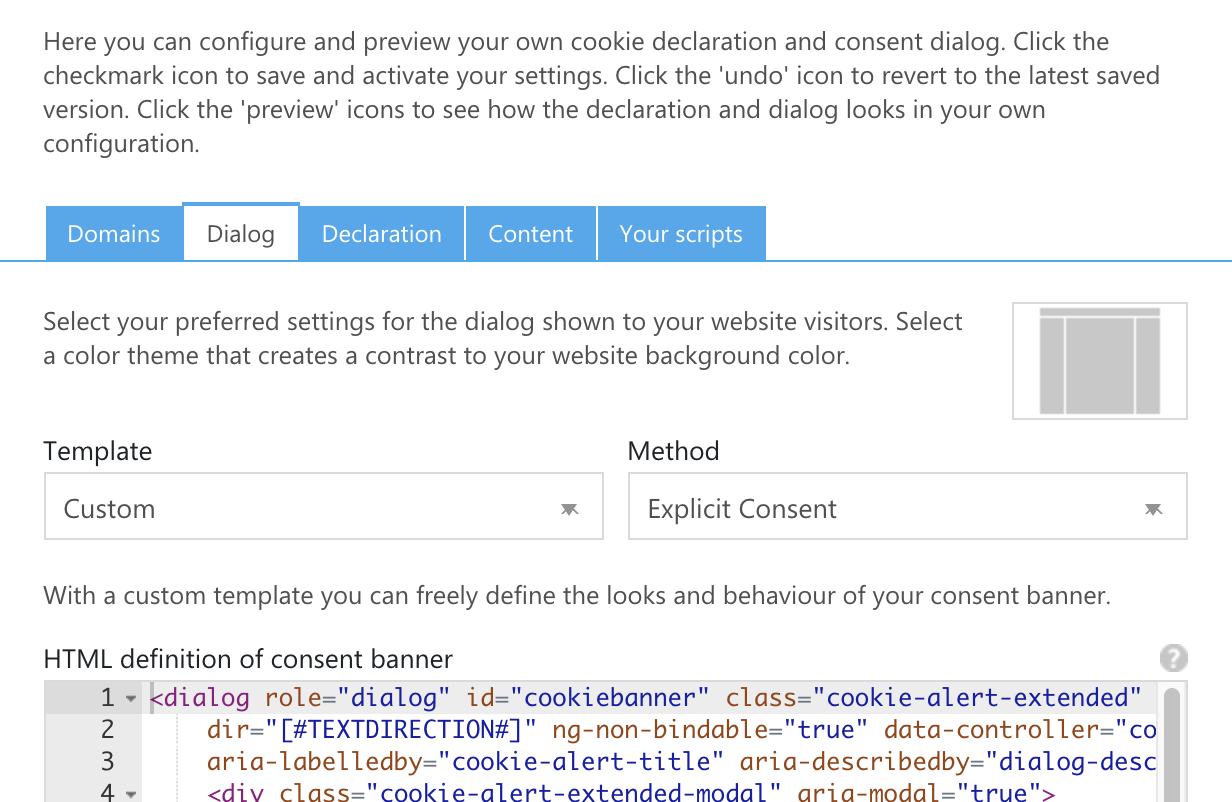 Here you can configure and preview your own cookie declaration and consent dialog. Click the
checkmark icon to save and activate your settings. Click the 'undo' icon to revert to the latest saved
version. Click the 'preview' icons to see how the declaration and dialog looks in your own
configuration.
Domains
Dialog
Declaration
Content
Your scripts
Select your preferred settings for the dialog shown to your website visitors. Select
a color theme that creates a contrast to your website background color.
Template
Method
Custom
Explicit Consent
With a custom template you can freely define the looks and behaviour of your consent banner.
HTML definition of consent banner
?
1 <dialog role="dialog" id="cookiebanner" class="cookie-alert-extended"
2 dir="[#TEXTDIRECTION#]" ng-non-bindable="true" data-controller="co
3 aria-labelledby="cookie-alert-title" aria-describedby="dialog-desc
4 <div class="cookie-alert-extended-modal" aria-modal="true">